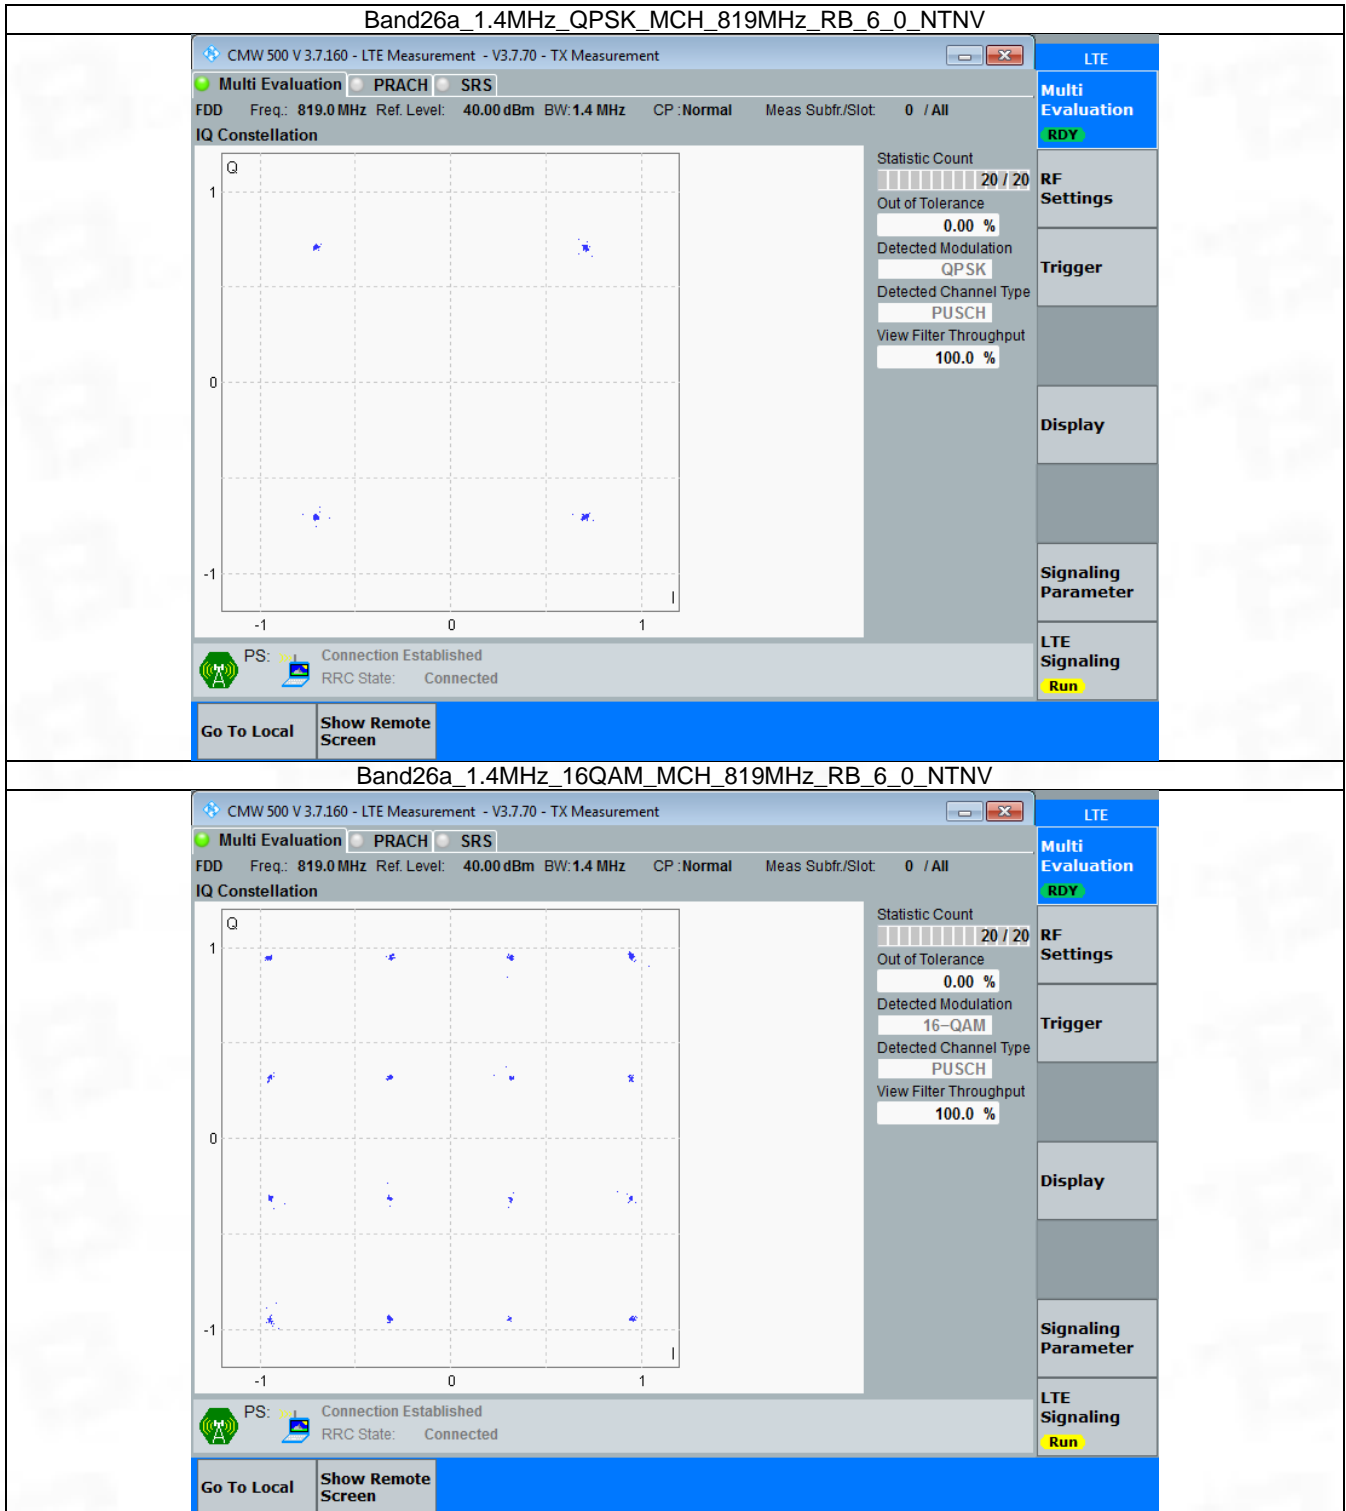 Band26a_1.4MHz_QPSK_MCH_819MHz_RB_6_0_NTNV
CMW 500 V 3.7.160 - LTE Measurement - V3.7.70 - TX Measurement
LTE
Multi Evaluation PRACH SRS
Multi
Evaluation
RDY
FDD Freq.: 819.0 MHz Ref. Level: 40.00 dBm BW: 1.4 MHz CP : Normal Meas Subfr./Slot: 0 / All
IQ Constellation
Q
1
0
-1
I
-1 0 1
Statistic Count
20 / 20
Out of Tolerance
0.00 %
Detected Modulation
QPSK
Detected Channel Type
PUSCH
View Filter Throughput
100.0 %
RF
Settings
Trigger
Display
Signaling
Parameter
LTE
Signaling
Run
PS: Connection Established
RRC State: Connected
Go To Local
Show Remote
Screen
Band26a_1.4MHz_16QAM_MCH_819MHz_RB_6_0_NTNV
CMW 500 V 3.7.160 - LTE Measurement - V3.7.70 - TX Measurement
LTE
Multi Evaluation PRACH SRS
Multi
Evaluation
RDY
FDD Freq.: 819.0 MHz Ref. Level: 40.00 dBm BW: 1.4 MHz CP : Normal Meas Subfr./Slot: 0 / All
IQ Constellation
Q
1
0
-1
I
-1 0 1
Statistic Count
20 / 20
Out of Tolerance
0.00 %
Detected Modulation
16-QAM
Detected Channel Type
PUSCH
View Filter Throughput
100.0 %
RF
Settings
Trigger
Display
Signaling
Parameter
LTE
Signaling
Run
PS: Connection Established
RRC State: Connected
Go To Local
Show Remote
Screen